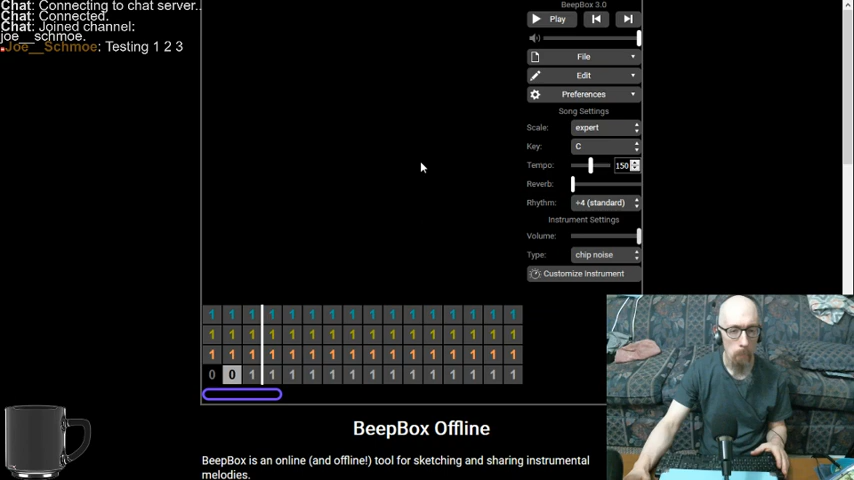 Chat: Connecting to chat server..
Chat: Connected.
Chat: Joined channel:
joe__schmoe.
Joe__Schmoe: Testing 1 2 3
BeepBox 3.0
Play
File
Edit
Preferences
Song Settings
Scale: expert
Key: C
Tempo: 150
Reverb:
Rhythm: ÷4 (standard)
Instrument Settings
Volume:
Type: chip noise
Customize Instrument
1 1 1 1 1 1 1 1 1 1 1 1 1 1 1 1
1 1 1 1 1 1 1 1 1 1 1 1 1 1 1 1
1 1 1 1 1 1 1 1 1 1 1 1 1 1 1 1
0 0 1 1 1 1 1 1 1 1 1 1 1 1 1 1
BeepBox Offline
BeepBox is an online (and offline!) tool for sketching and sharing instrumental
melodies.